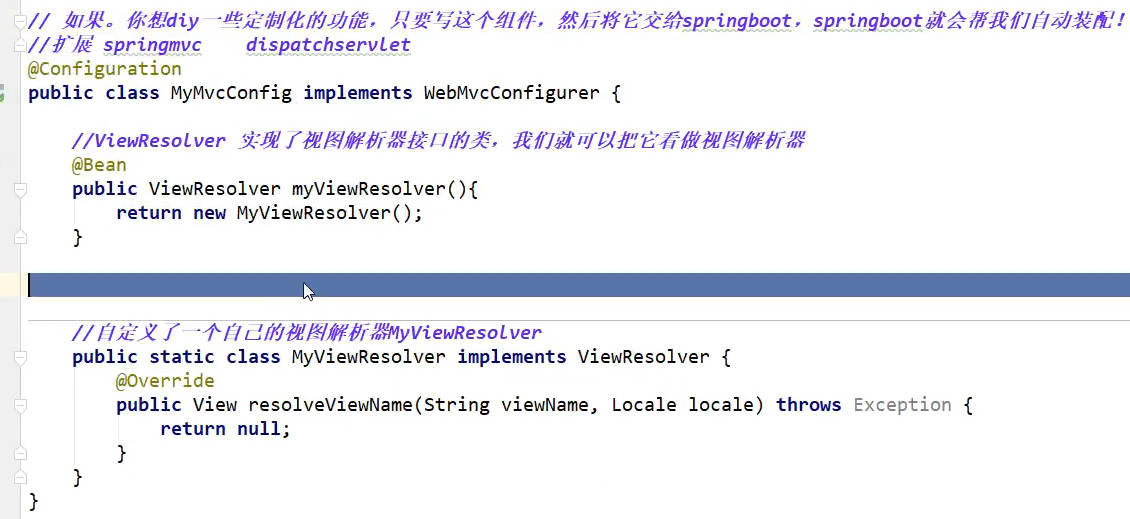 // 如果。你想diy一些定制化的功能，只要写这个组件，然后将它交给springboot，springboot就会帮我们自动装配！
//扩展 springmvc    dispatchservlet
@Configuration
public class MyMvcConfig implements WebMvcConfigurer {
//ViewResolver 实现了视图解析器接口的类，我们就可以把它看做视图解析器
@Bean
public ViewResolver myViewResolver(){
return new MyViewResolver();
}
//自定义了一个自己的视图解析器MyViewResolver
public static class MyViewResolver implements ViewResolver {
@Override
public View resolveViewName(String viewName, Locale locale) throws Exception {
return null;
}
}
}